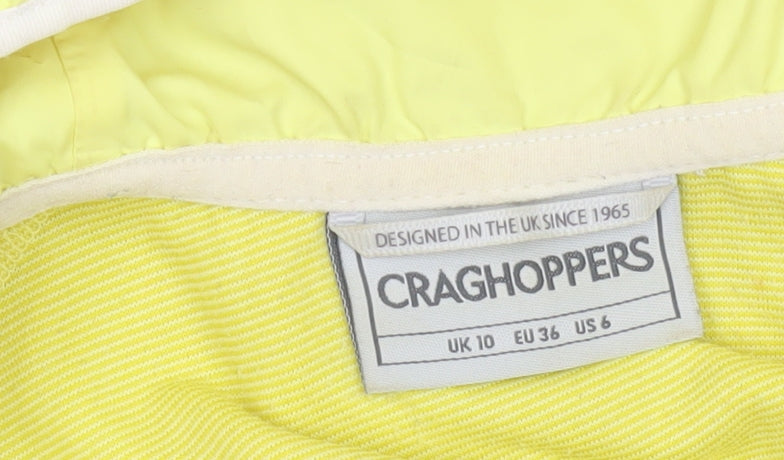 DESIGNED IN THE UK SINCE 1965
CRAGHOPPERS
UK 10 EU 36 US 6